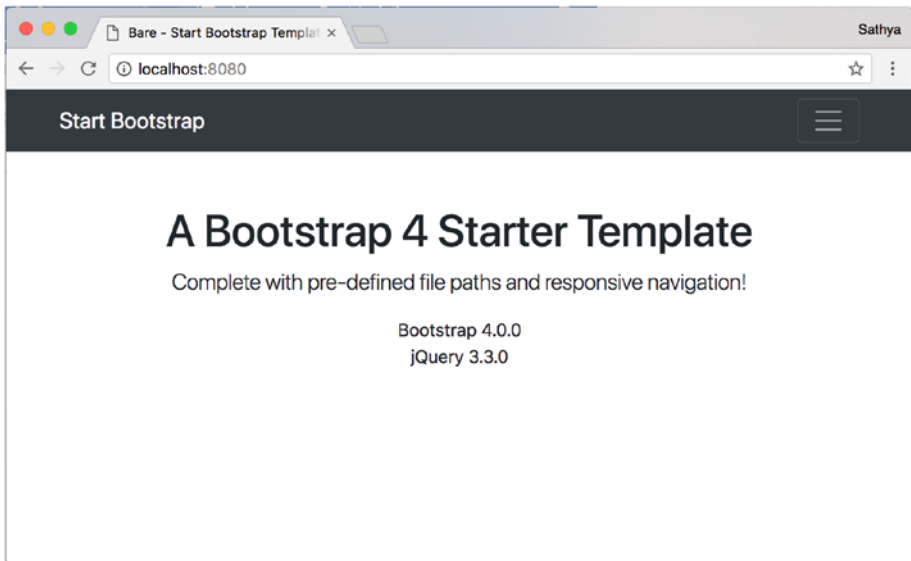 Bare - Start Bootstrap Templat
Sathya
localhost:8080
Start Bootstrap
A Bootstrap 4 Starter Template
Complete with pre-defined file paths and responsive navigation!
Bootstrap 4.0.0
jQuery 3.3.0